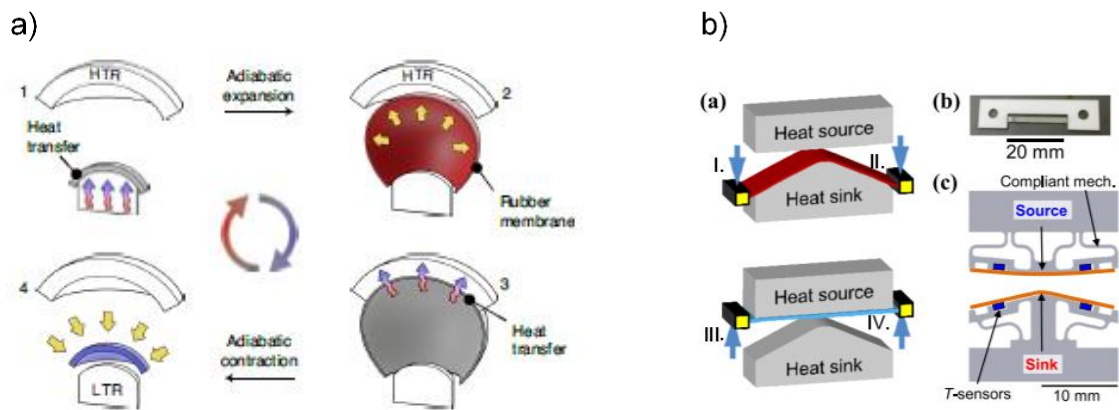 a)
1
HTR
Adiabatic
expansion
HTR
2
Heat
transfer
Rubber
membrane
4
3
Adiabatic
contraction
Heat
transfer
LTR
b)
(a)
Heat source
I.
II.
Heat sink
Heat source
III.
IV.
Heat sink
(b)
20 mm
(c)
Compliant mech.
Source
Sink
T-sensors
10 mm